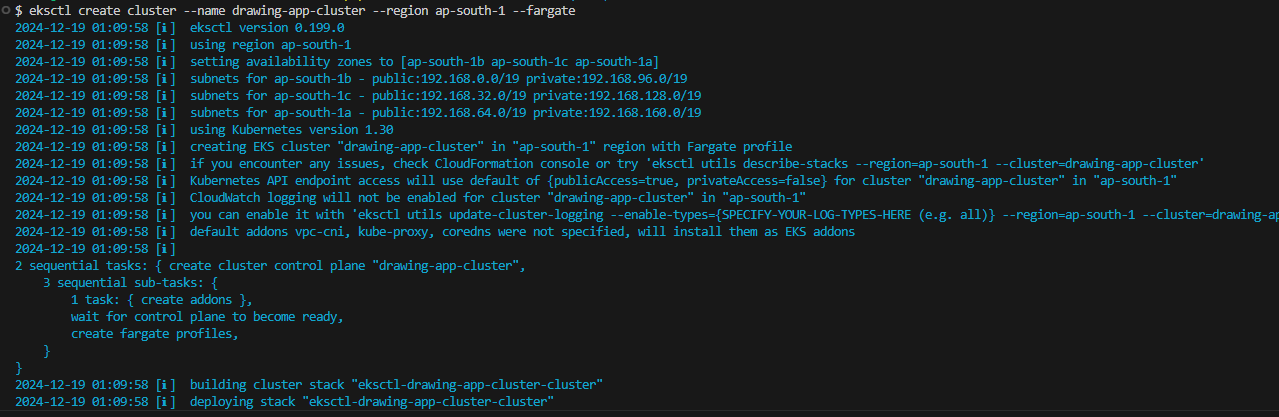 $ eksctl create cluster --name drawing-app-cluster --region ap-south-1 --fargate
2024-12-19 01:09:58 [ℹ]  eksctl version 0.199.0
2024-12-19 01:09:58 [ℹ]  using region ap-south-1
2024-12-19 01:09:58 [ℹ]  setting availability zones to [ap-south-1b ap-south-1c ap-south-1a]
2024-12-19 01:09:58 [ℹ]  subnets for ap-south-1b - public:192.168.0.0/19 private:192.168.96.0/19
2024-12-19 01:09:58 [ℹ]  subnets for ap-south-1c - public:192.168.32.0/19 private:192.168.128.0/19
2024-12-19 01:09:58 [ℹ]  subnets for ap-south-1a - public:192.168.64.0/19 private:192.168.160.0/19
2024-12-19 01:09:58 [ℹ]  using Kubernetes version 1.30
2024-12-19 01:09:58 [ℹ]  creating EKS cluster "drawing-app-cluster" in "ap-south-1" region with Fargate profile
2024-12-19 01:09:58 [ℹ]  if you encounter any issues, check CloudFormation console or try 'eksctl utils describe-stacks --region=ap-south-1 --cluster=drawing-app-cluster'
2024-12-19 01:09:58 [ℹ]  Kubernetes API endpoint access will use default of {publicAccess=true, privateAccess=false} for cluster "drawing-app-cluster" in "ap-south-1"
2024-12-19 01:09:58 [ℹ]  CloudWatch logging will not be enabled for cluster "drawing-app-cluster" in "ap-south-1"
2024-12-19 01:09:58 [ℹ]  you can enable it with 'eksctl utils update-cluster-logging --enable-types={SPECIFY-YOUR-LOG-TYPES-HERE (e.g. all)} --region=ap-south-1 --cluster=drawing-ap
2024-12-19 01:09:58 [ℹ]  default addons vpc-cni, kube-proxy, coredns were not specified, will install them as EKS addons
2024-12-19 01:09:58 [ℹ]
2 sequential tasks: { create cluster control plane "drawing-app-cluster",
    3 sequential sub-tasks: {
        1 task: { create addons },
        wait for control plane to become ready,
        create fargate profiles,
    }
}
2024-12-19 01:09:58 [ℹ]  building cluster stack "eksctl-drawing-app-cluster-cluster"
2024-12-19 01:09:58 [ℹ]  deploying stack "eksctl-drawing-app-cluster-cluster"